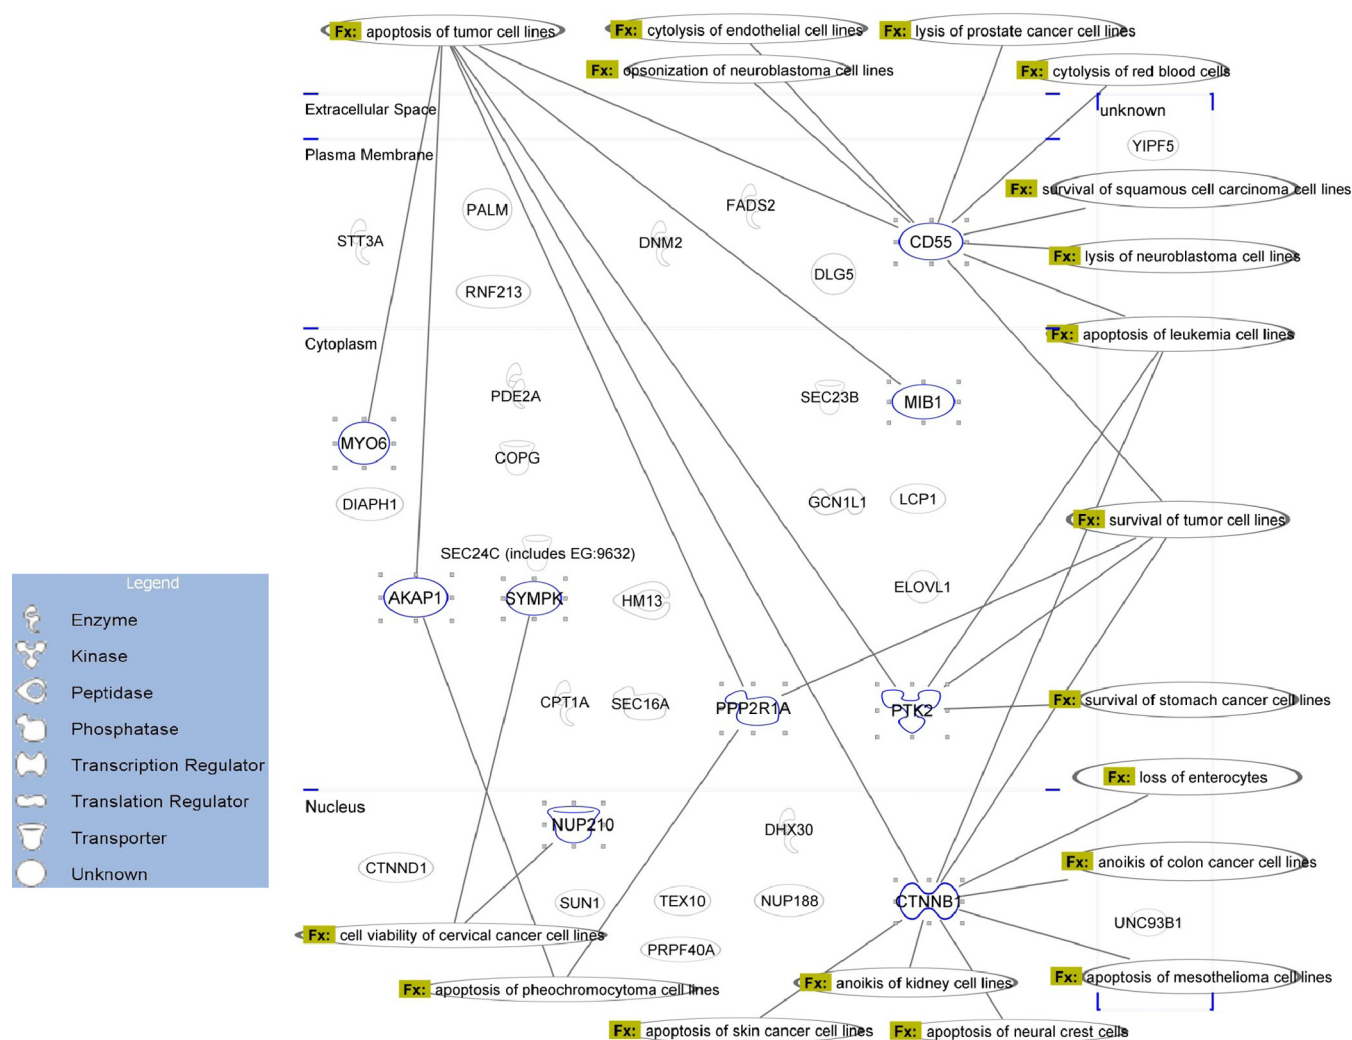 Fx: apoptosis of tumor cell lines
Fx: cytolysis of endothelial cell lines
Fx: lysis of prostate cancer cell lines
Fx: opsonization of neuroblastoma cell lines
Fx: cytolysis of red blood cells
Extracellular Space
unknown
Plasma Membrane
YIPF5
Fx: survival of squamous cell carcinoma cell lines
PALM
FADS2
STT3A
DNM2
CD55
Fx: lysis of neuroblastoma cell lines
DLG5
RNF213
Fx: apoptosis of leukemia cell lines
Cytoplasm
PDE2A
SEC23B
MIB1
MYO6
COPG
DIAPH1
GCN1L1
LCP1
Fx: survival of tumor cell lines
SEC24C (includes EG:9632)
AKAP1
SYMPK
HM13
ELOVL1
CPT1A
SEC16A
PPP2R1A
PTK2
Fx: survival of stomach cancer cell lines
Fx: loss of enterocytes
Nucleus
NUP210
DHX30
CTNND1
Fx: anoikis of colon cancer cell lines
SUN1
TEX10
NUP188
CTNNB1
UNC93B1
Fx: cell viability of cervical cancer cell lines
PRPF40A
Fx: apoptosis of pheochromocytoma cell lines
Fx: anoikis of kidney cell lines
Fx: apoptosis of mesothelioma cell lines
Fx: apoptosis of skin cancer cell lines
Fx: apoptosis of neural crest cells
Legend
Enzyme
Kinase
Peptidase
Phosphatase
Transcription Regulator
Translation Regulator
Transporter
Unknown